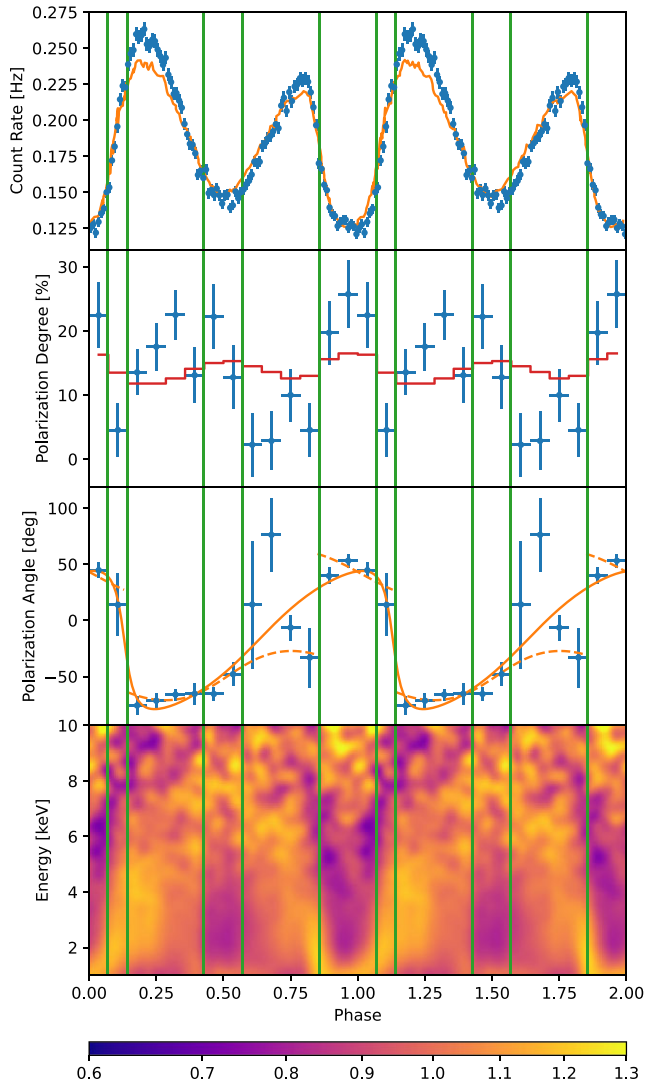 0.275
0.250
0.225
0.200
0.175
0.150
0.125
Count Rate [Hz]
30
20
10
0
Polarization Degree [%]
100
50
0
−50
Polarization Angle [deg]
10
8
6
4
2
Energy [keV]
0.00 0.25 0.50 0.75 1.00 1.25 1.50 1.75 2.00
Phase
0.6 0.7 0.8 0.9 1.0 1.1 1.2 1.3